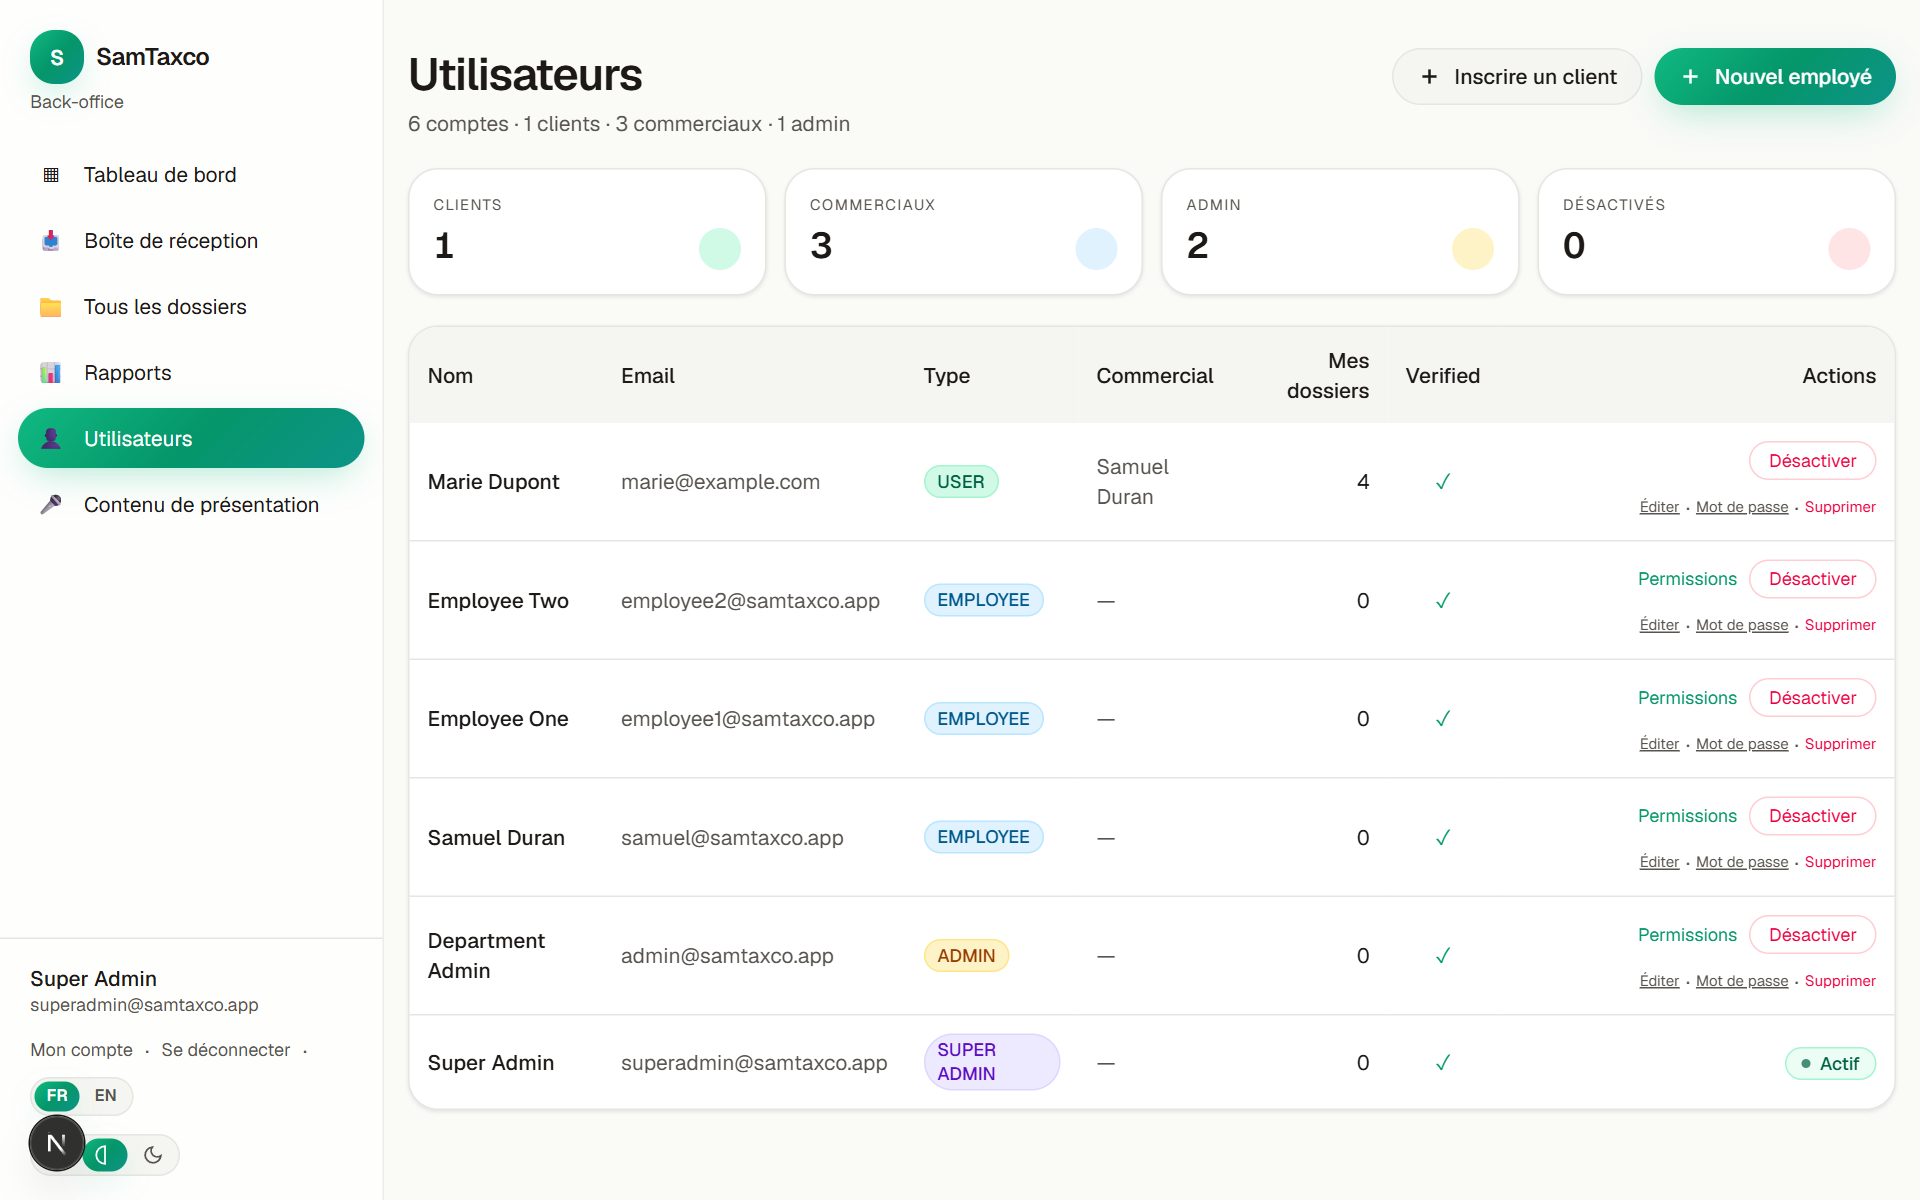 S SamTaxco
Back-office
Tableau de bord
Boîte de réception
Tous les dossiers
Rapports
Utilisateurs
Contenu de présentation
Super Admin
superadmin@samtaxco.app
Mon compte · Se déconnecter ·
FR EN
N
Utilisateurs
6 comptes · 1 clients · 3 commerciaux · 1 admin
+ Inscrire un client
+ Nouvel employé
CLIENTS
1
COMMERCIAUX
3
ADMIN
2
DÉSACTIVÉS
0
Nom Email Type Commercial Mes dossiers Verified Actions
Marie Dupont marie@example.com USER Samuel Duran 4 ✓ Désactiver
Éditer · Mot de passe · Supprimer
Employee Two employee2@samtaxco.app EMPLOYEE — 0 ✓ Permissions Désactiver
Éditer · Mot de passe · Supprimer
Employee One employee1@samtaxco.app EMPLOYEE — 0 ✓ Permissions Désactiver
Éditer · Mot de passe · Supprimer
Samuel Duran samuel@samtaxco.app EMPLOYEE — 0 ✓ Permissions Désactiver
Éditer · Mot de passe · Supprimer
Department Admin admin@samtaxco.app ADMIN — 0 ✓ Permissions Désactiver
Éditer · Mot de passe · Supprimer
Super Admin superadmin@samtaxco.app SUPER ADMIN — 0 ✓ Actif